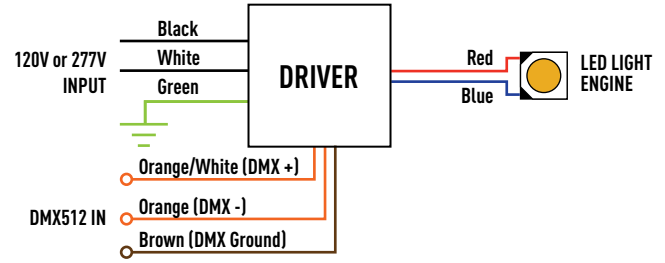 Black
120V or 277V
INPUT
White
Green
DRIVER
Red
Blue
LED LIGHT
ENGINE
Orange/White (DMX +)
DMX512 IN
Orange (DMX -)
Brown (DMX Ground)